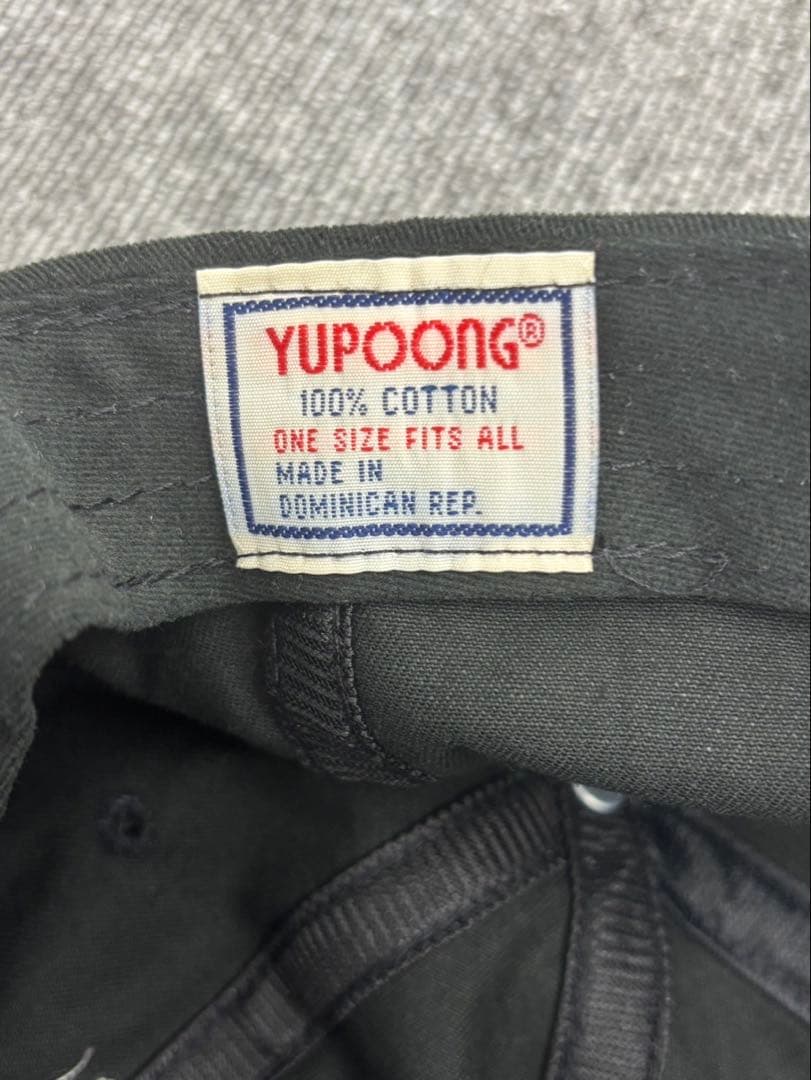 YUPOONG®
100% COTTON
ONE SIZE FITS ALL
MADE IN
DOMINICAN REP.